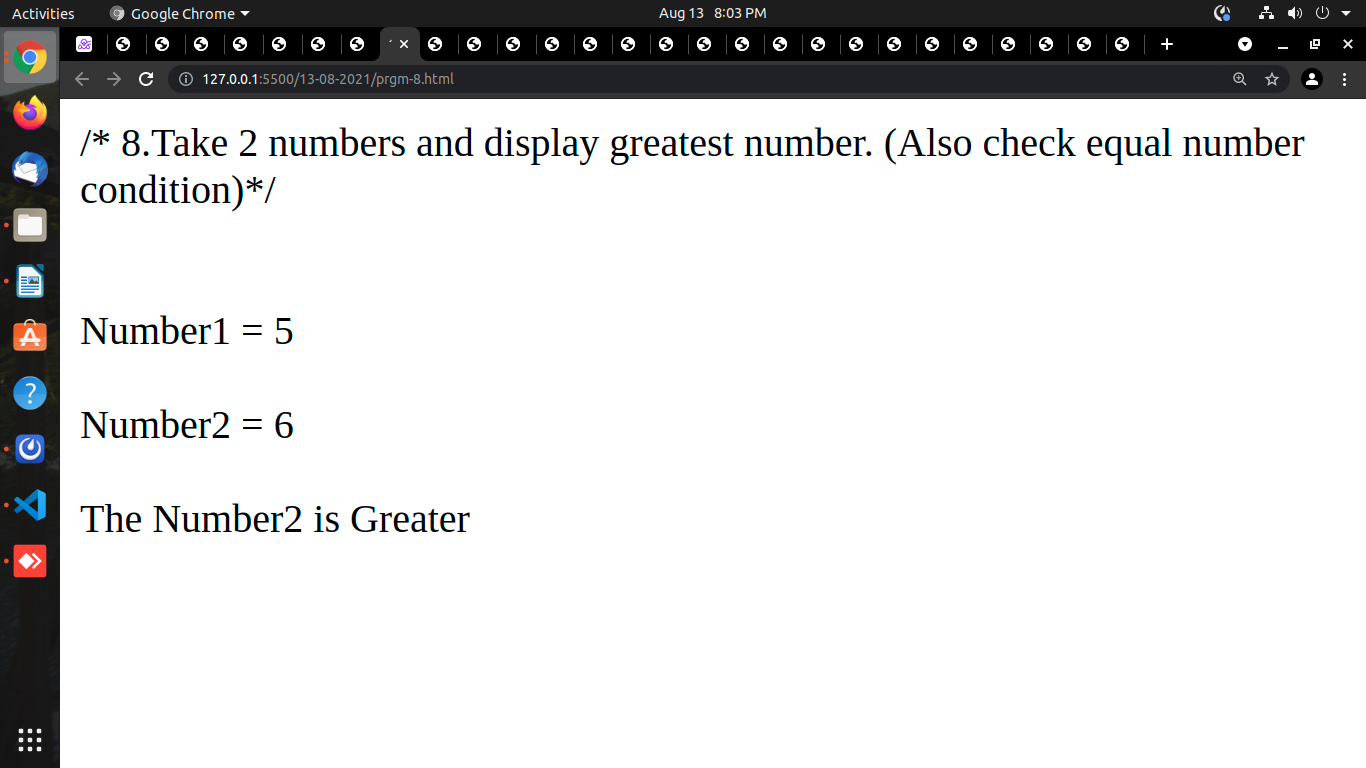 Activities
Google Chrome
Aug 13 8:03 PM
127.0.0.1:5500/13-08-2021/prgm-8.html
/* 8.Take 2 numbers and display greatest number. (Also check equal number
condition)*/
Number1 = 5
Number2 = 6
The Number2 is Greater